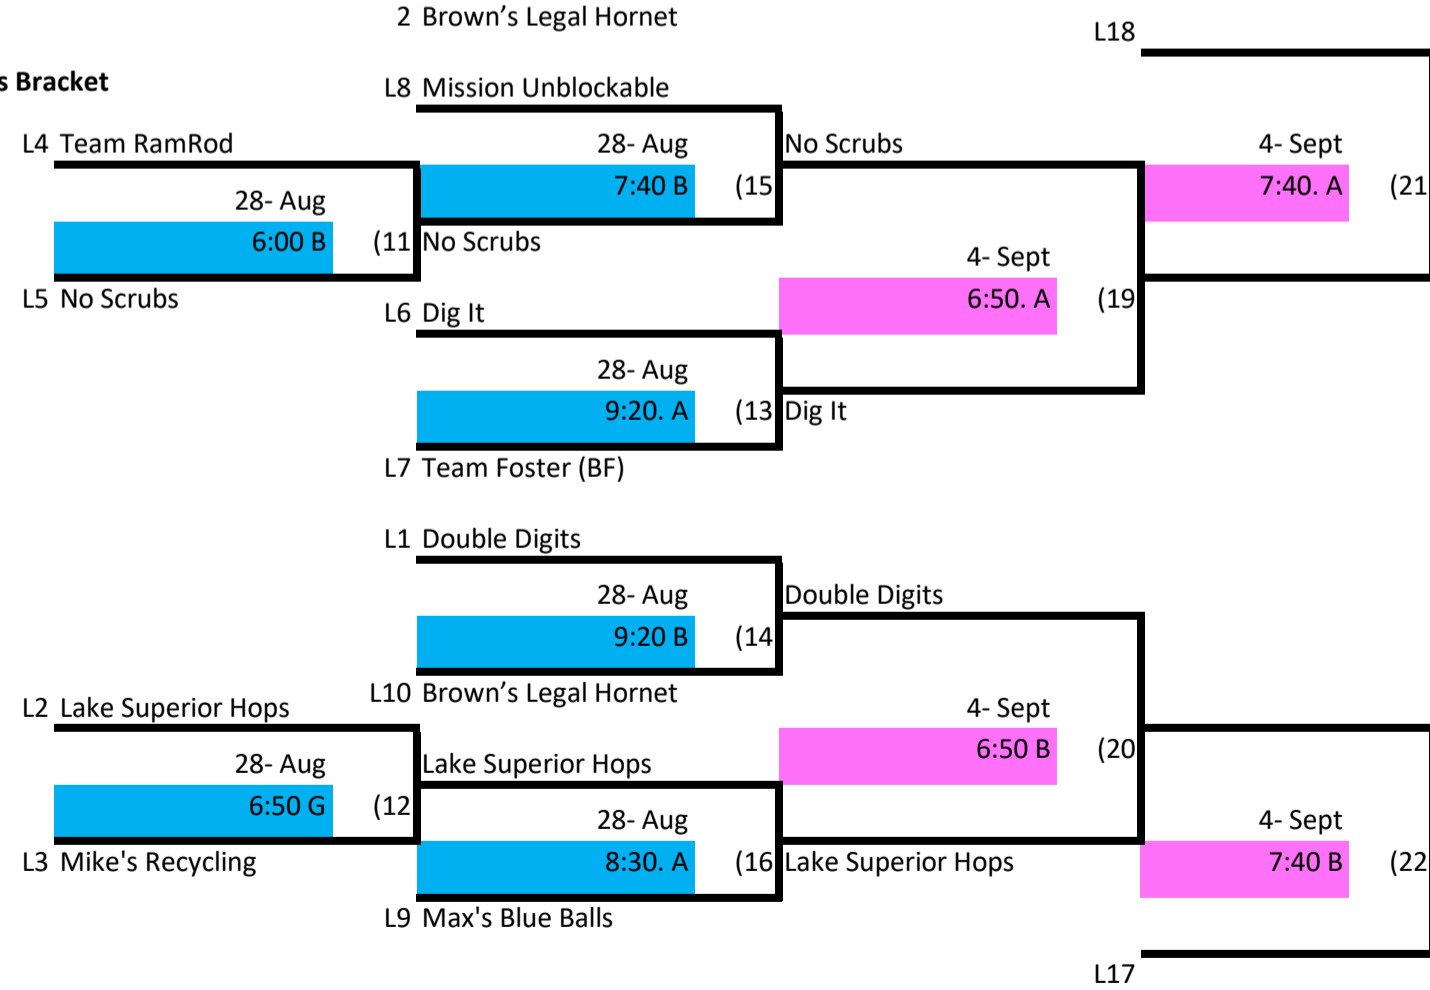 2 Brown’s Legal Hornet
L18
s Bracket
L8 Mission Unblockable
L4 Team RamRod
28- Aug
No Scrubs
4- Sept
7:40 B (15
7:40. A (21
28- Aug
6:00 B (11
No Scrubs
4- Sept
L5 No Scrubs
6:50. A (19
L6 Dig It
28- Aug
9:20. A (13
Dig It
L7 Team Foster (BF)
L1 Double Digits
28- Aug
Double Digits
9:20 B (14
L10 Brown’s Legal Hornet
L2 Lake Superior Hops
4- Sept
6:50 B (20
28- Aug
Lake Superior Hops
6:50 G (12
28- Aug
4- Sept
L3 Mike's Recycling
8:30. A (16
Lake Superior Hops
7:40 B (22
L9 Max's Blue Balls
L17